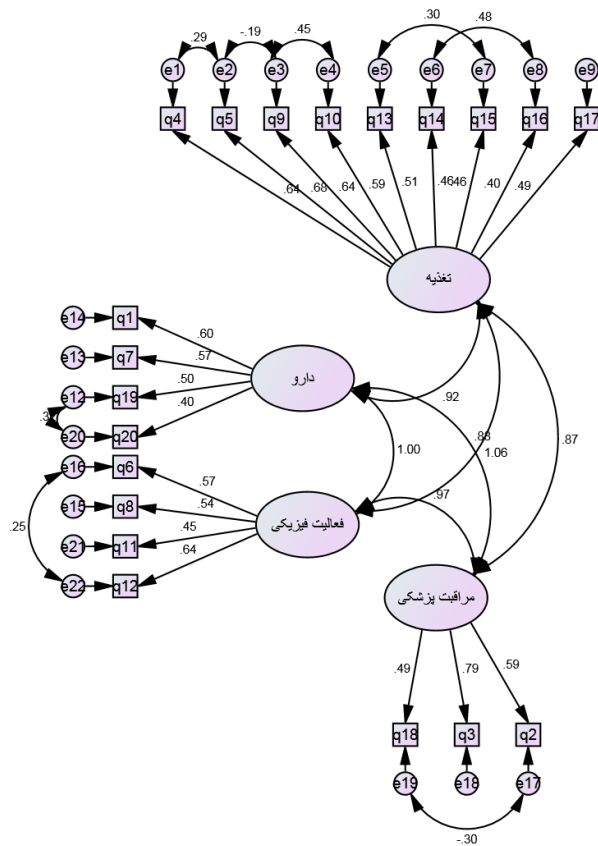 .29 -.19 .45 .30 .48
e1 e2 e3 e4 e5 e6 e7 e8 e9
q4 q5 q9 q10 q13 q14 q15 q16 q17
.64 .68 .64 .59 .51 .46 .46 .40 .49
تغذیه
e14 q1 .60
e13 q7 .57
دارو
e12 q19 .50
.92
e20 q20 .40
.88
e16 q6 1.00 1.06 .87
.57
.97
e15 q8 .54
فعالیت فیزیکی
.25
e21 q11 .45
e22 q12 .64
مراقبت پزشکی
.49 .79 .59
q18 q3 q2
e19 e18 e17
-.30